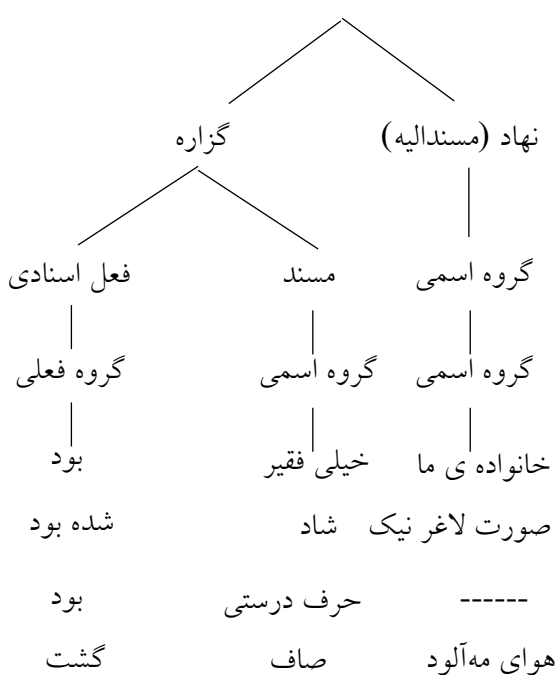 نهاد (مسندالیه) گزاره
گروه اسمی مسند فعل اسنادی
گروه اسمی گروه اسمی گروه فعلی
خانواده ی ما خیلی فقیر بود
صورت لاغر نیک شاد شده بود
------ حرف درستی بود
هوای مه‌آلود صاف گشت